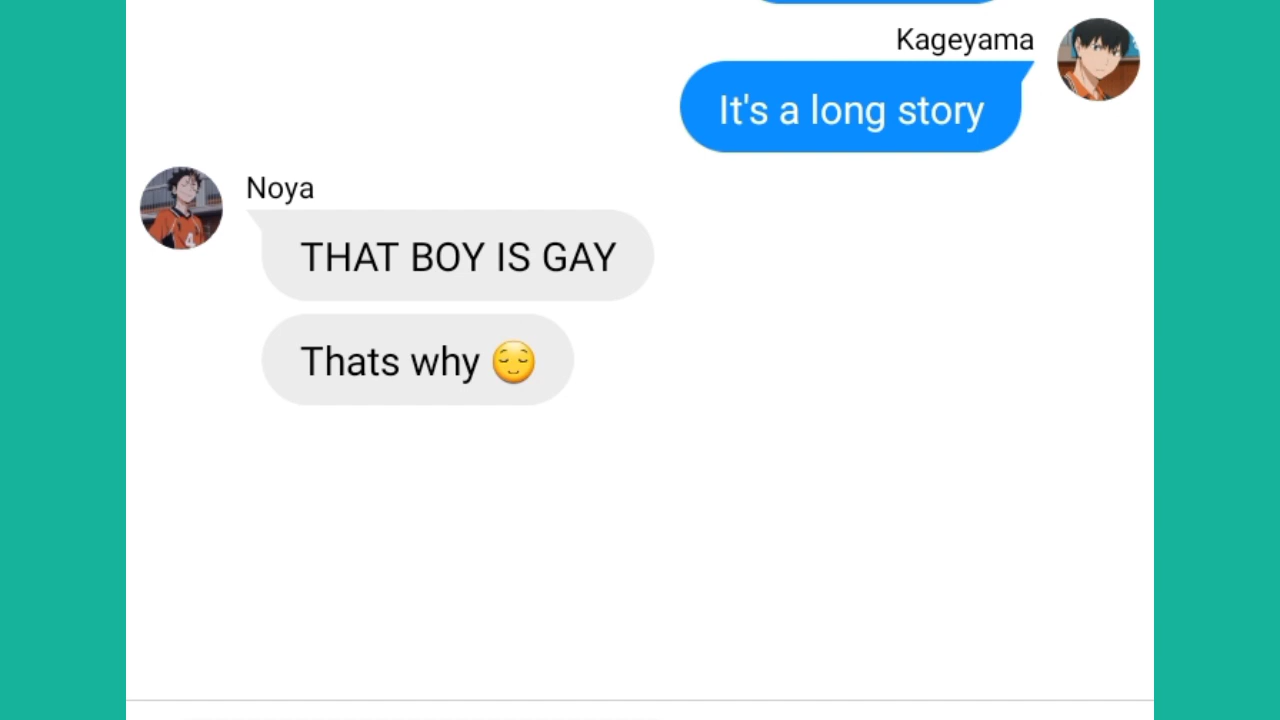 Kageyama
It's a long story
Noya
THAT BOY IS GAY
Thats why 😌